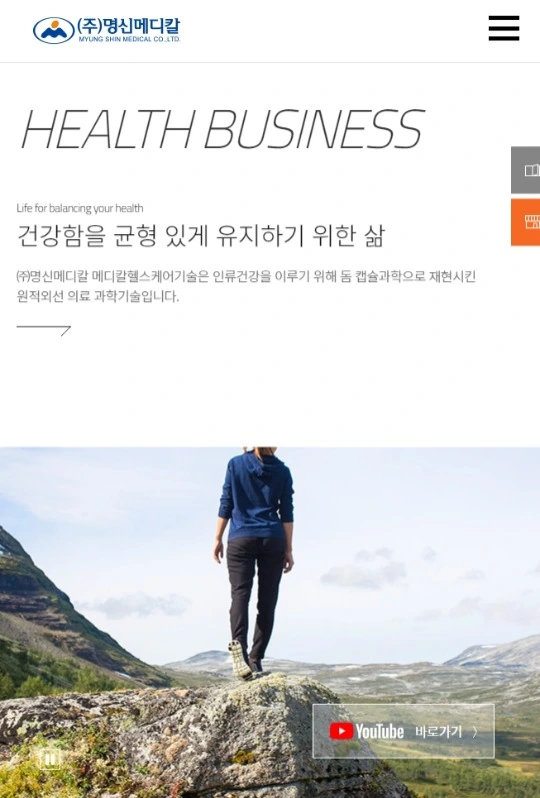 (주)명신메디칼
MYUNG SHIN MEDICAL CO.,LTD.
HEALTH BUSINESS
Life for balancing your health
건강함을 균형 있게 유지하기 위한 삶
㈜명신메디칼 메디칼헬스케어기술은 인류건강을 이루기 위해 돔 캡슐과학으로 재현시킨
원적외선 의료 과학기술입니다.
YouTube 바로가기